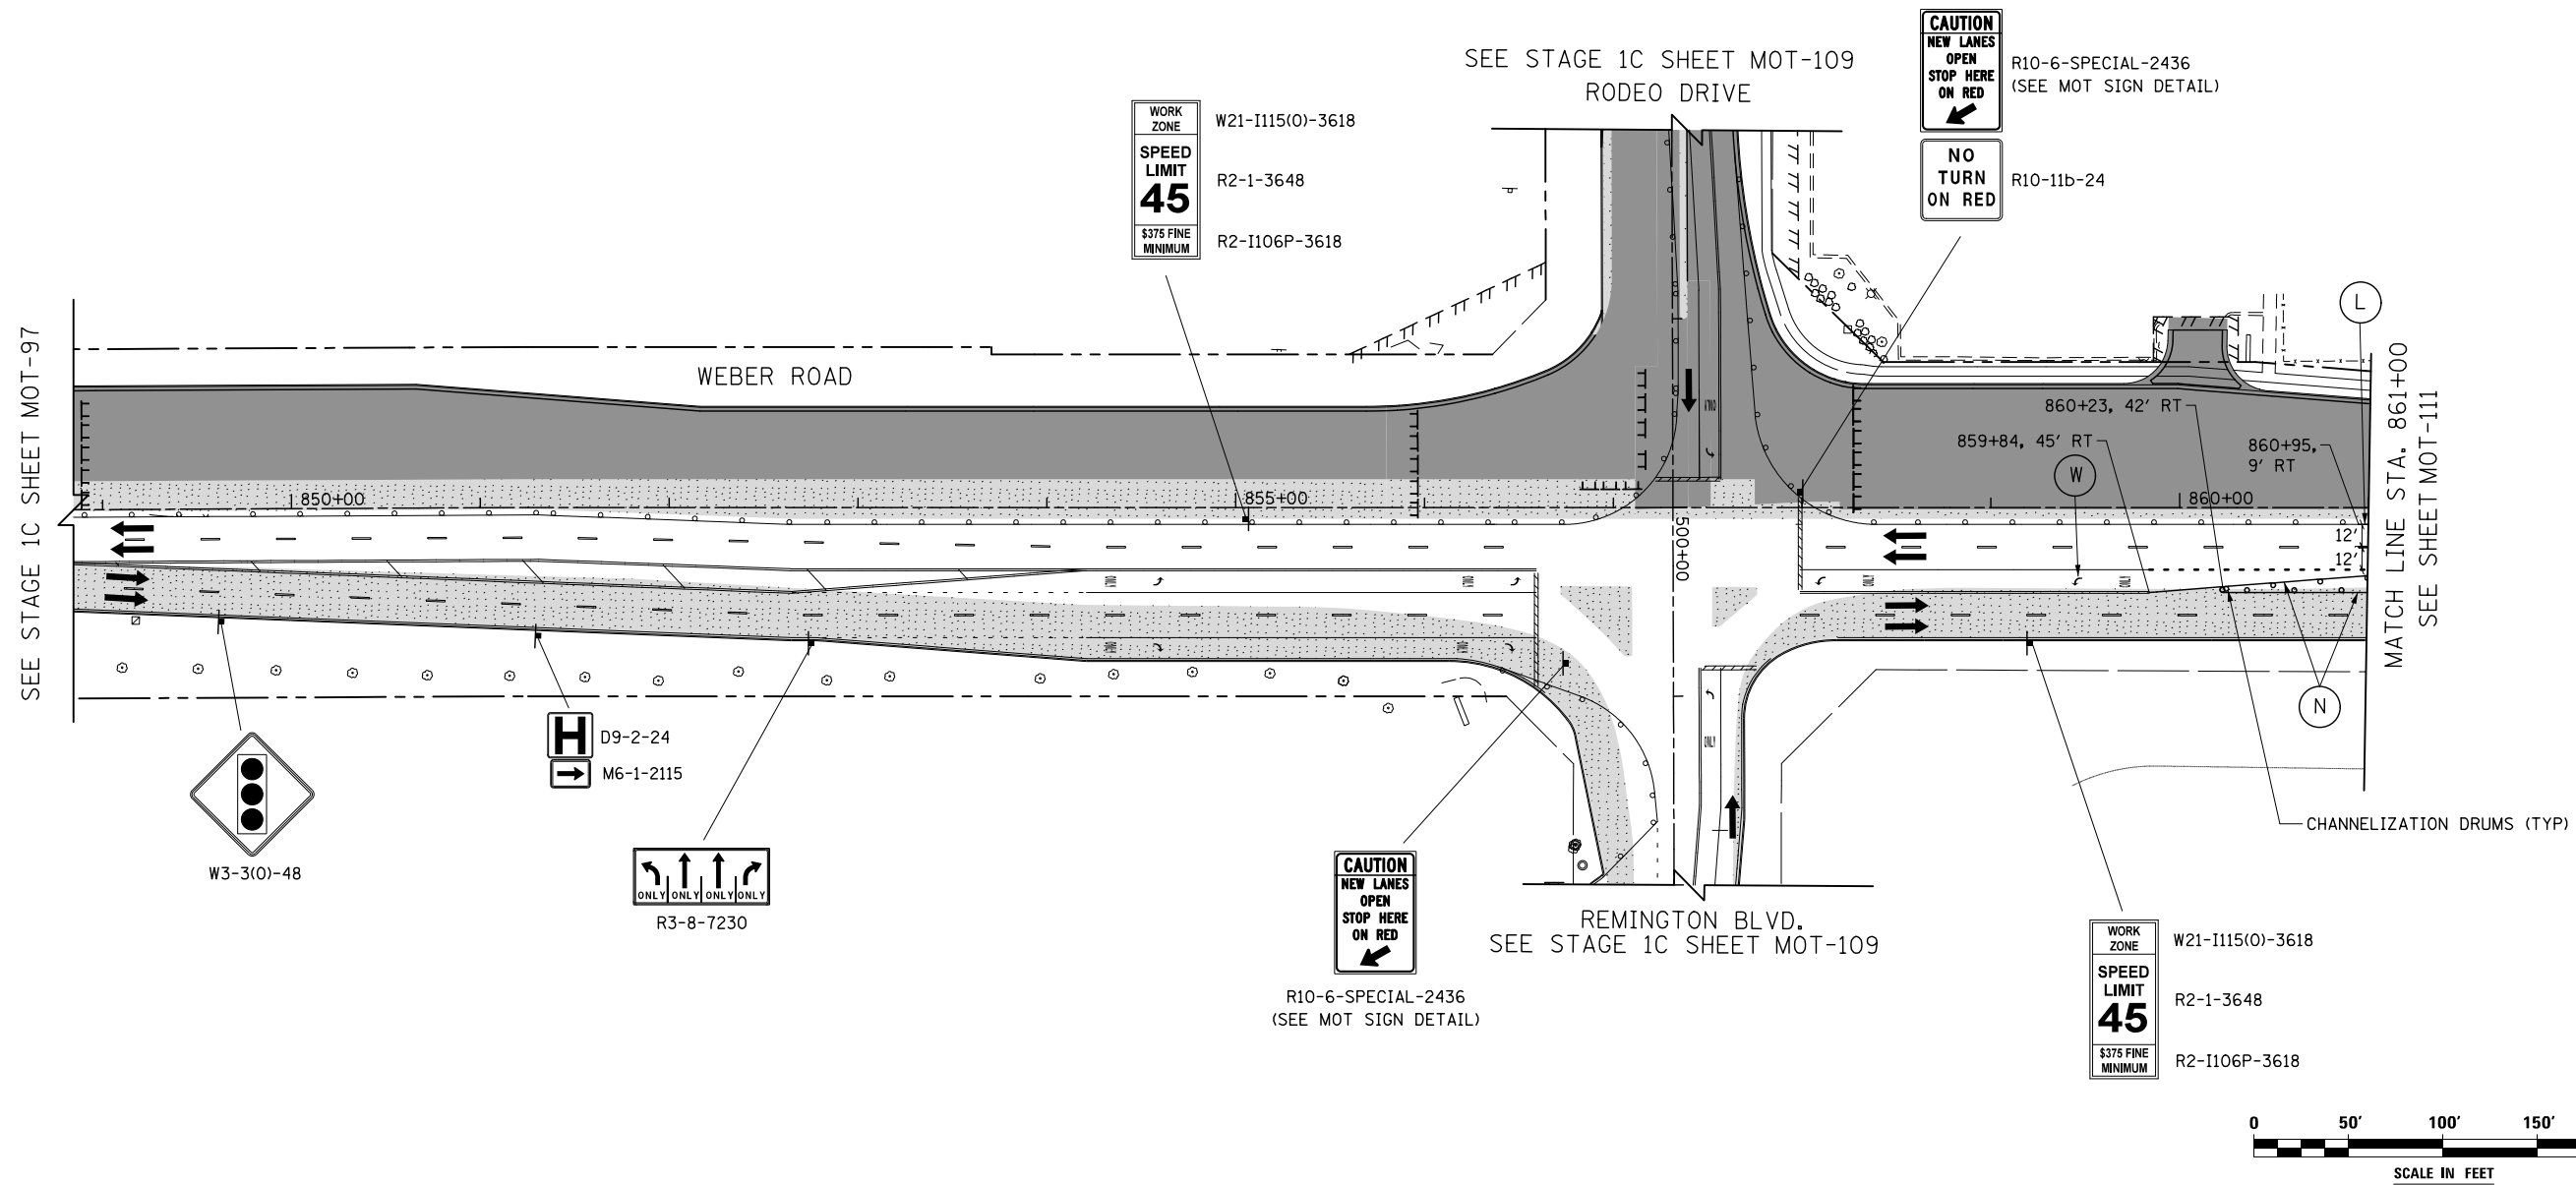 CAUTION
NEW LANES
OPEN
STOP HERE
ON RED
R10-6-SPECIAL-2436
(SEE MOT SIGN DETAIL)
NO
TURN
ON RED
R10-11b-24
SEE STAGE 1C SHEET MOT-109
RODEO DRIVE
WORK
ZONE
SPEED
LIMIT
45
$375 FINE
MINIMUM
W21-I115(O)-3618
R2-1-3648
R2-I106P-3618
SEE STAGE 1C SHEET MOT-97
WEBER ROAD
L
MATCH LINE STA. 861+00
SEE SHEET MOT-111
860+23, 42' RT
859+84, 45' RT
860+95,
9' RT
W
850+00
855+00
860+00
500+00
12'
12'
ONLY
ONLY
ONLY
ONLY
ONLY
ONLY
ONLY
ONLY
N
CHANNELIZATION DRUMS (TYP)
W3-3(O)-48
H
D9-2-24
M6-1-2115
ONLY ONLY ONLY ONLY
R3-8-7230
CAUTION
NEW LANES
OPEN
STOP HERE
ON RED
R10-6-SPECIAL-2436
(SEE MOT SIGN DETAIL)
REMINGTON BLVD.
SEE STAGE 1C SHEET MOT-109
WORK
ZONE
SPEED
LIMIT
45
$375 FINE
MINIMUM
W21-I115(O)-3618
R2-1-3648
R2-I106P-3618
0 50' 100' 150'
SCALE IN FEET